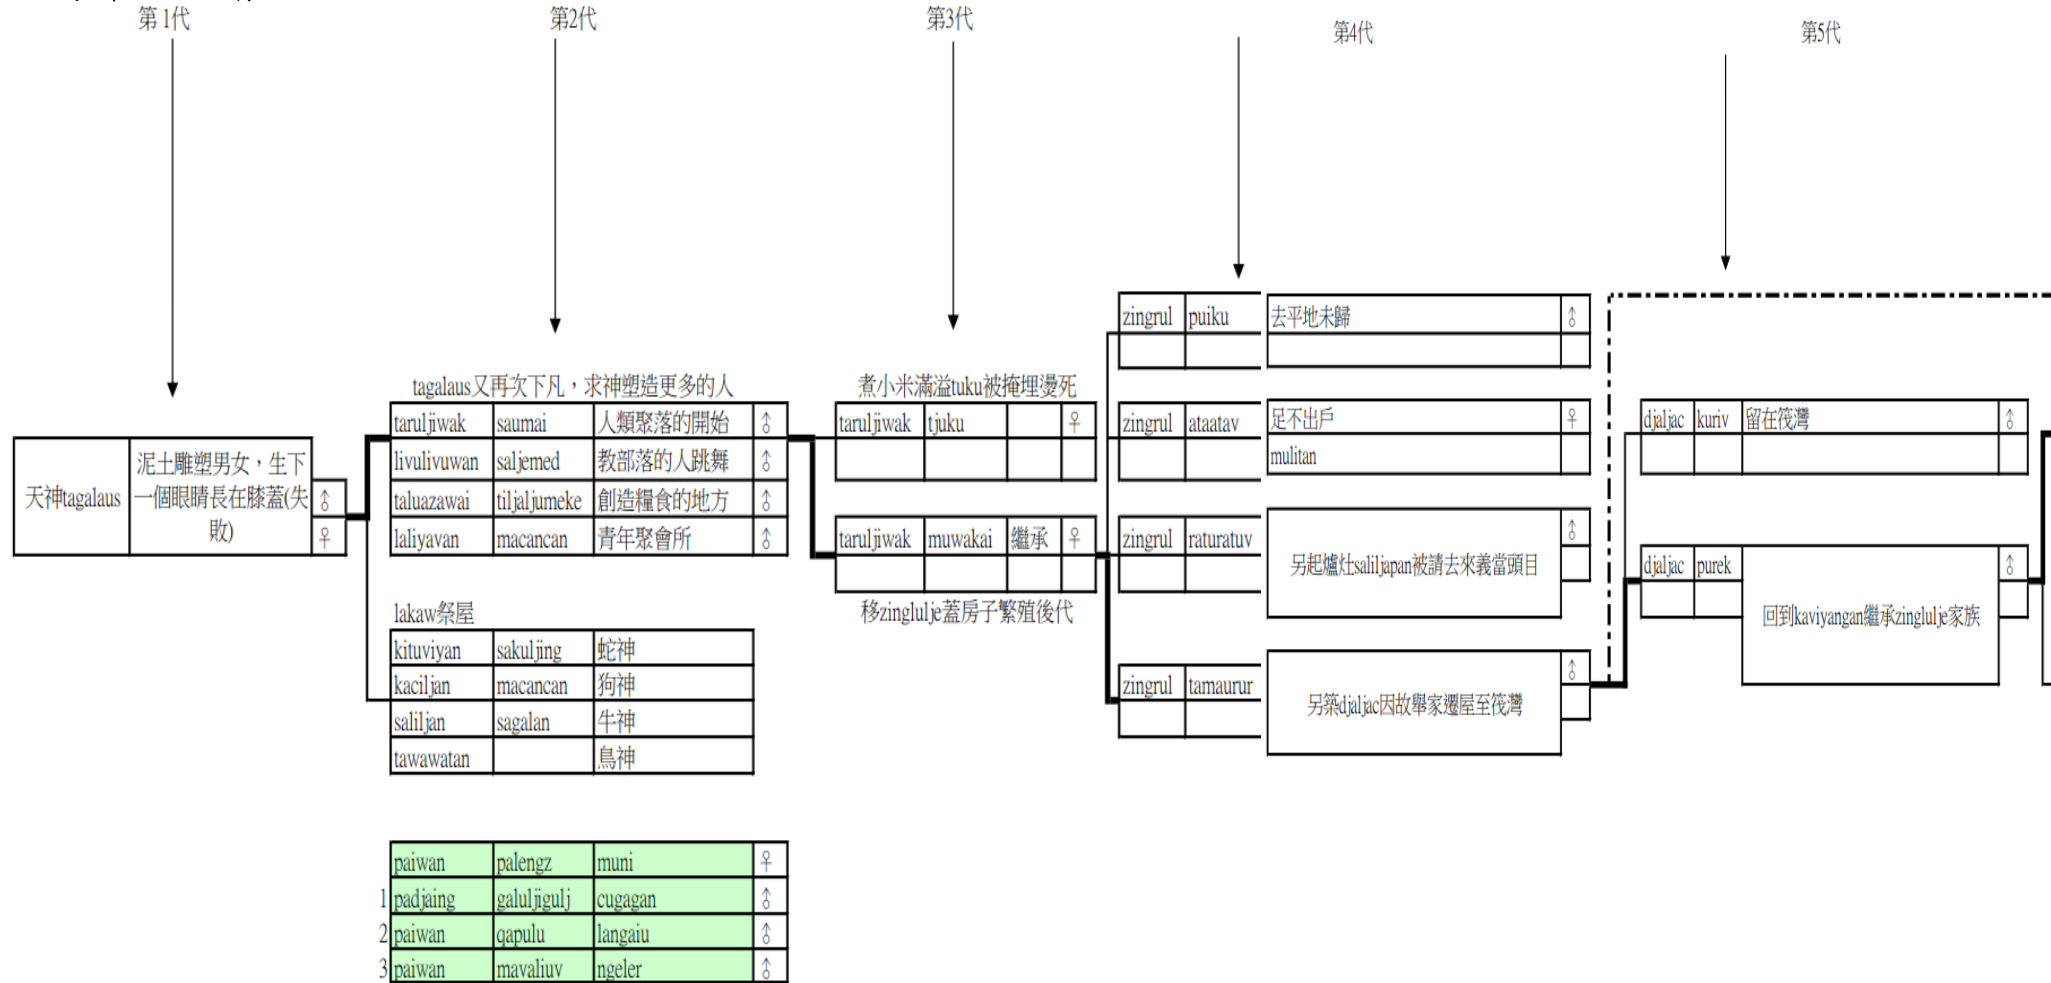 第 1代
第2代
第3代
第4代
第5代
天神tagalaus
泥土雕塑男女，生下
一個眼睛長在膝蓋(失
敗)
♂
♀
tagalaus又再次下凡，求神塑造更多的人
taruljiwak saumai 人類聚落的開始 ♂
livulivuwan saljemed 教部落的人跳舞 ♂
taluazawai tiljaljumeke 創造糧食的地方 ♂
laliyavan macancan 青年聚會所 ♂
lakaw祭屋
kituviyan sakuljing 蛇神
kaciljan macancan 狗神
saliljan sagalan 牛神
tawawatan 鳥神
paiwan palengz muni ♀
1 padjaing galuljigulj cugagan ♂
2 paiwan qapulu langaiu ♂
3 paiwan mavaliuv ngeler ♂
煮小米滿溢tuku被掩埋燙死
taruljiwak tjuku ♀
taruljiwak muwakai 繼承 ♀
移zinglulje蓋房子繁殖後代
zingrul puiku 去平地未歸 ♂
zingrul ataatav 足不出戶 ♀
mulitan
zingrul raturatuv 另起爐灶saliljapan被請去來義當頭目 ♂
zingrul tamaurur 另築djaljac因故舉家遷屋至筏灣 ♂
djaljac kuriv 留在筏灣 ♂
djaljac purek 回到kaviyangan繼承zinglulje家族 ♂